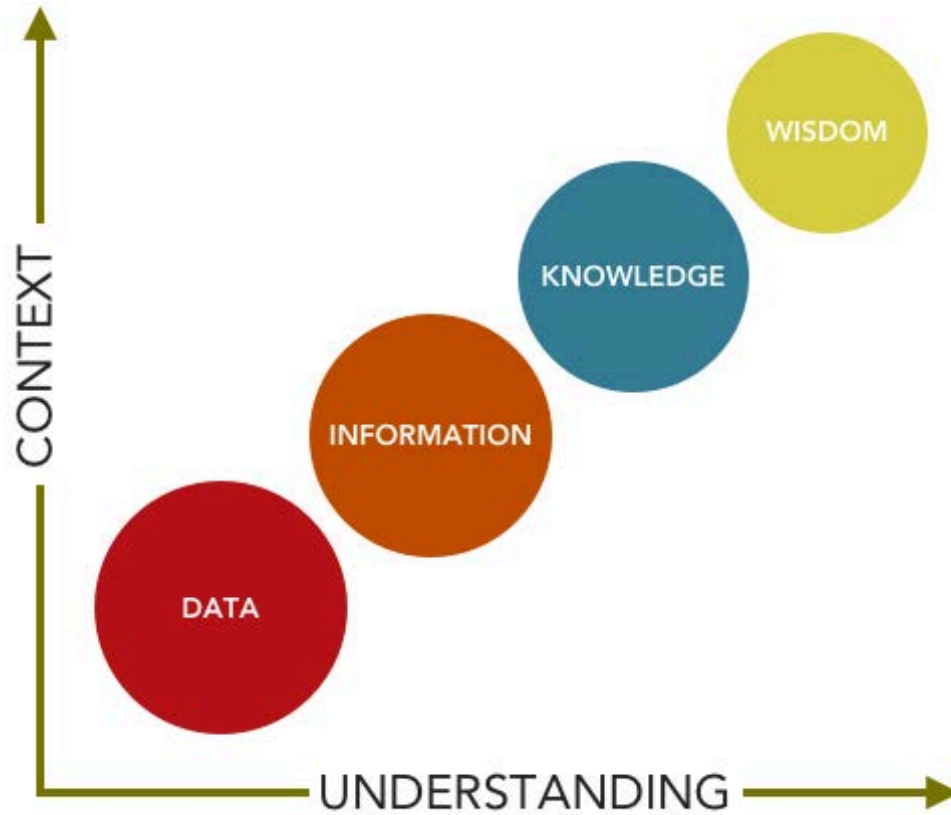 WISDOM
KNOWLEDGE
CONTEXT
INFORMATION
DATA
UNDERSTANDING